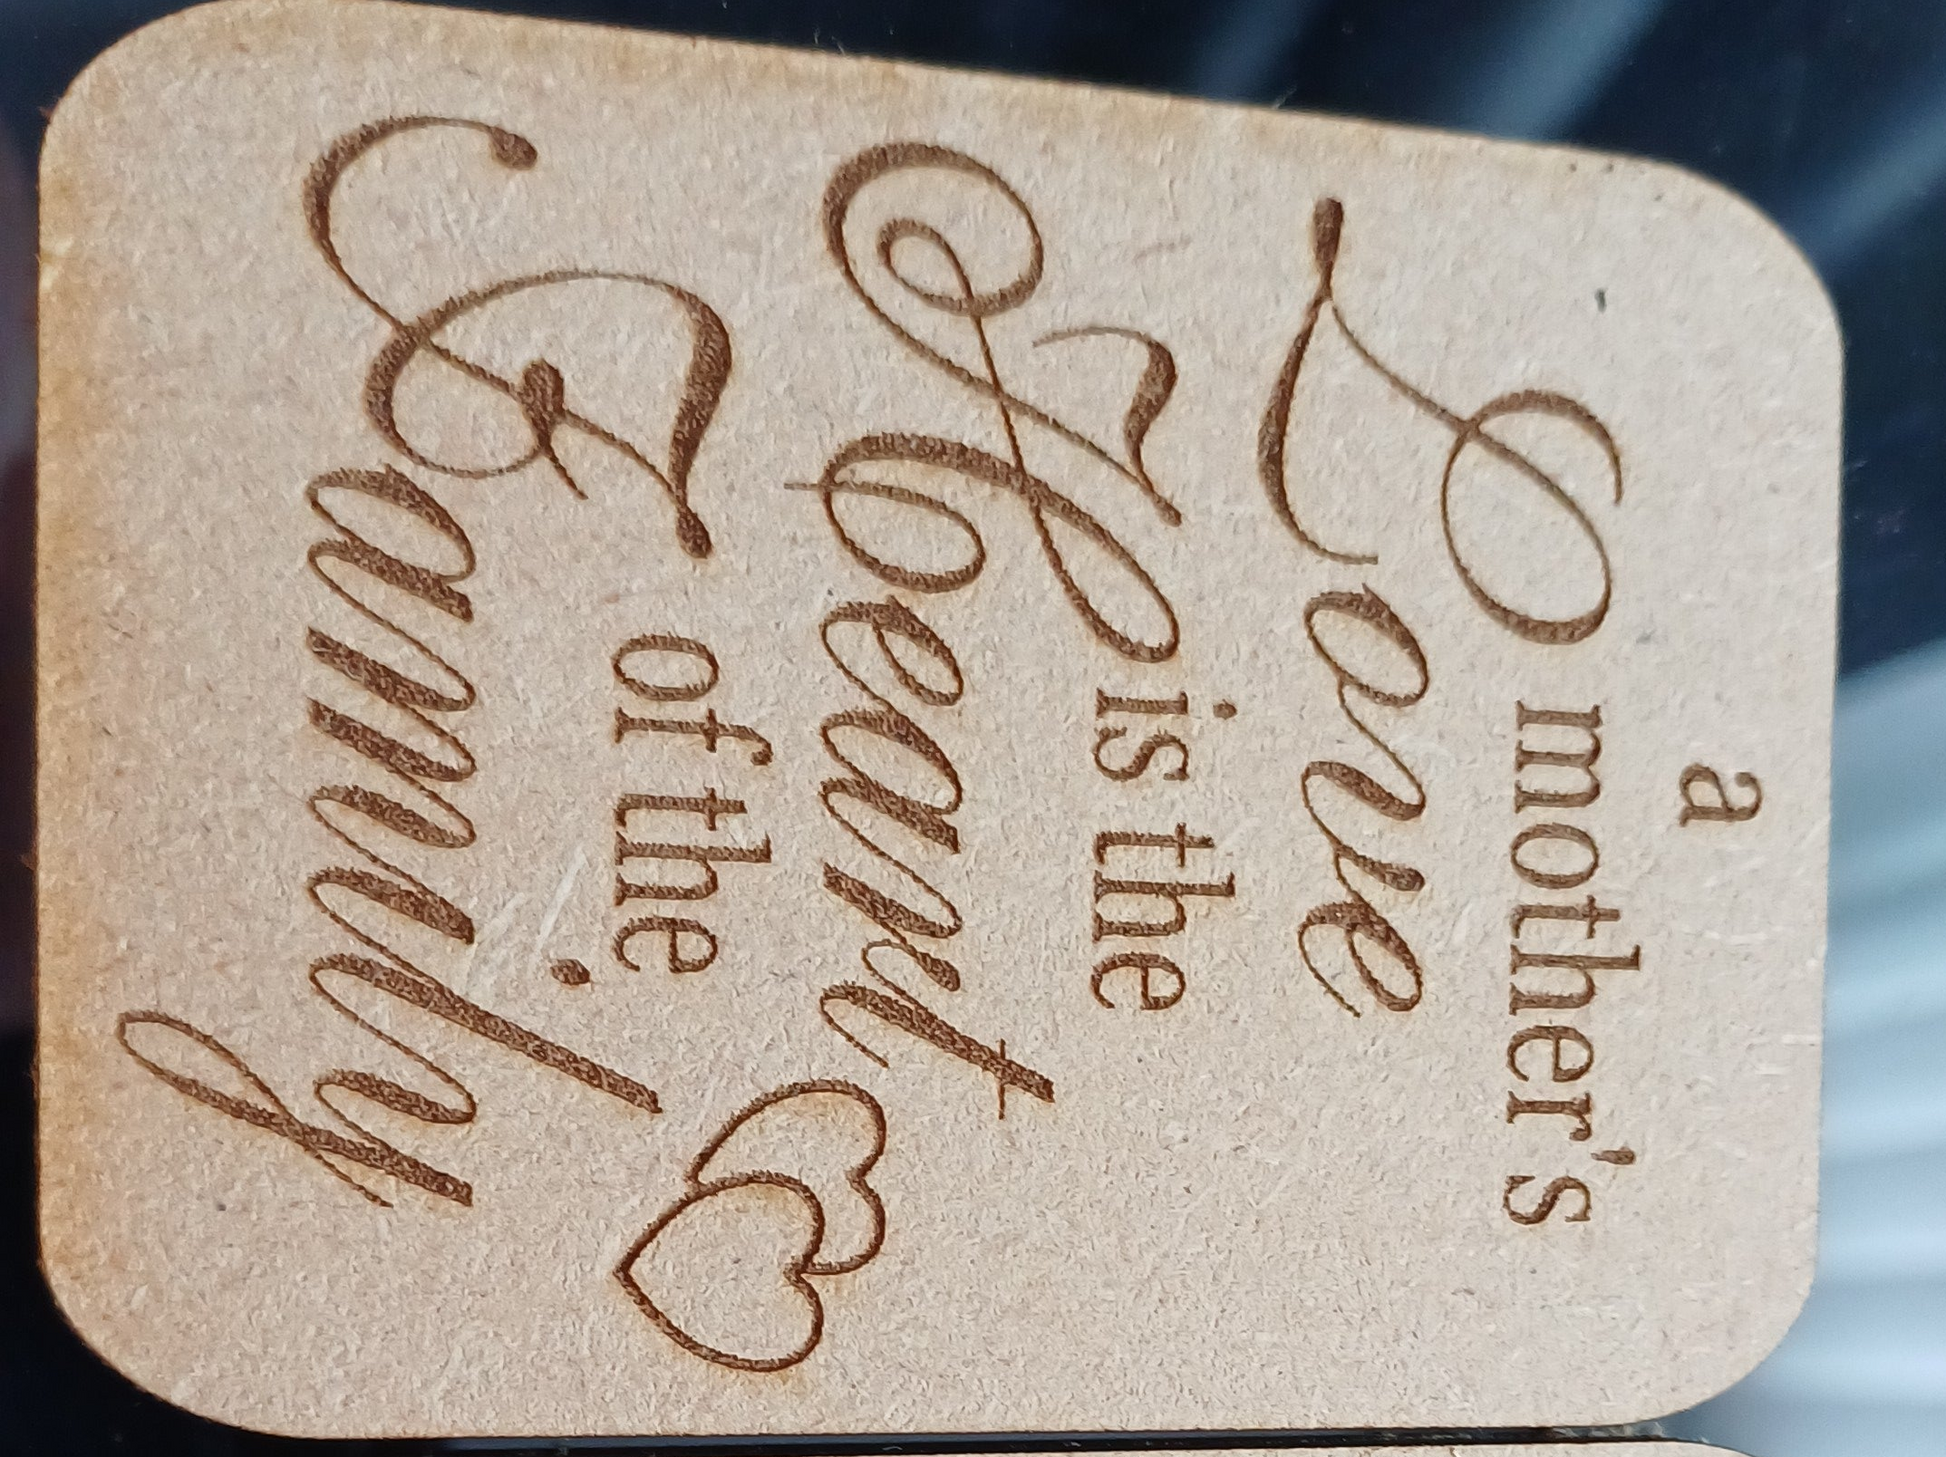 a
mother's
Love
is the
Heart
of the
Family